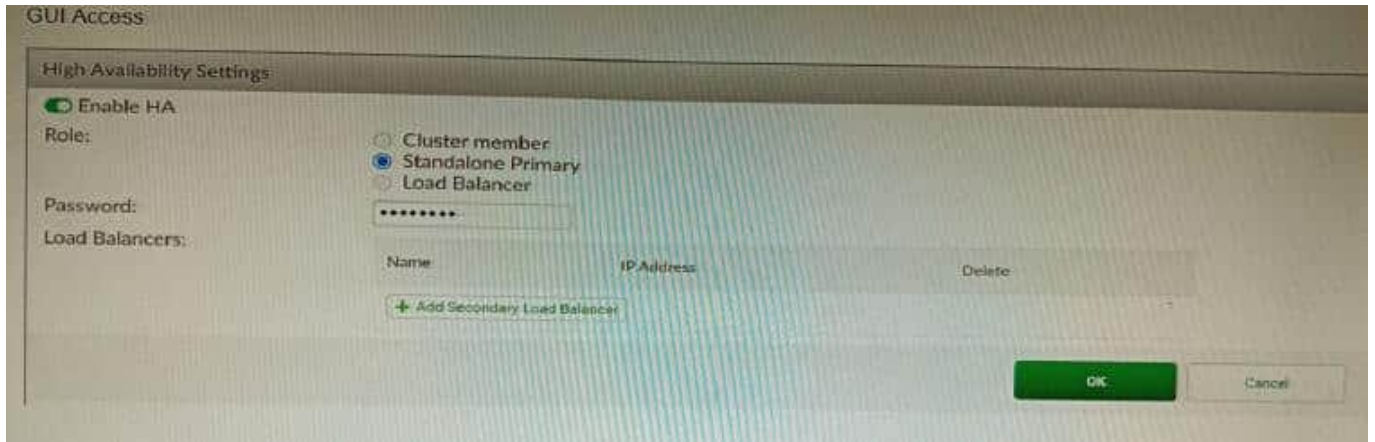 GUI Access
High Availability Settings
Enable HA
Role:
Cluster member
Standalone Primary
Load Balancer
Password:
••••••••
Load Balancers:
Name IP Address Delete
+ Add Secondary Load Balancer
OK Cancel